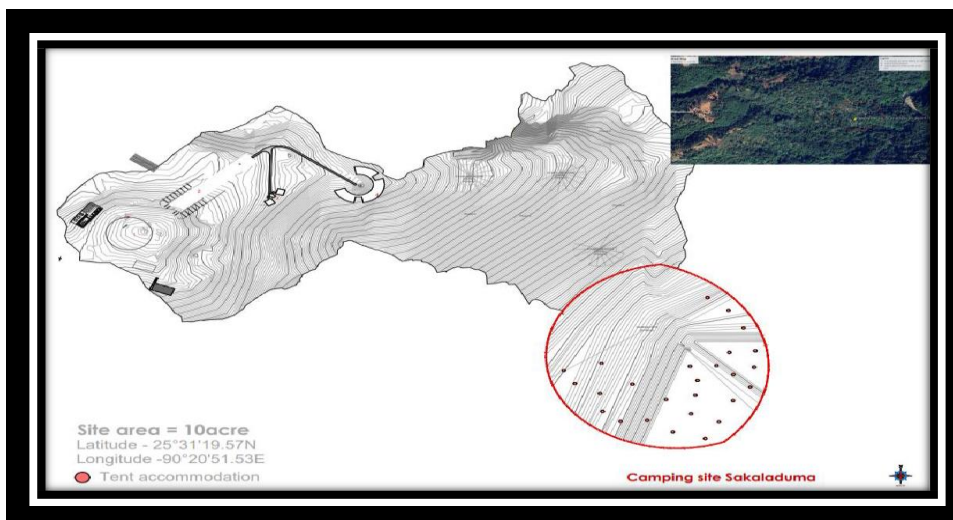 Site area = 10acre
Latitude - 25°31'19.57N
Longitude -90°20'51.53E
Tent accommodation
Camping site Sakaladuma